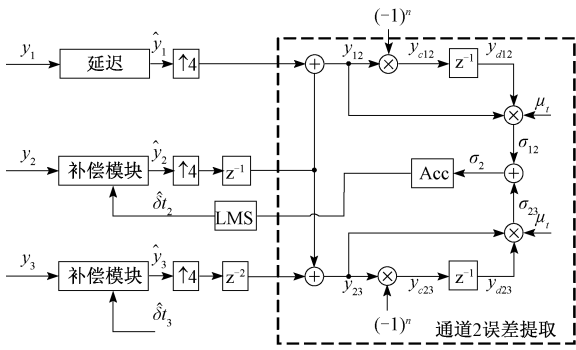 (−1)ⁿ
y₁ 延迟 ŷ₁ ↑4 y₁₂ y_c12 z⁻¹ y_d12
μₜ
σ₁₂
y₂ 补偿模块 ŷ₂ ↑4 z⁻¹ Acc σ₂
δ̂t₂ LMS σ₂₃
μₜ
y₃ 补偿模块 ŷ₃ ↑4 z⁻² y₂₃ y_c23 z⁻¹ y_d23
δ̂t₃ (−1)ⁿ
通道2误差提取